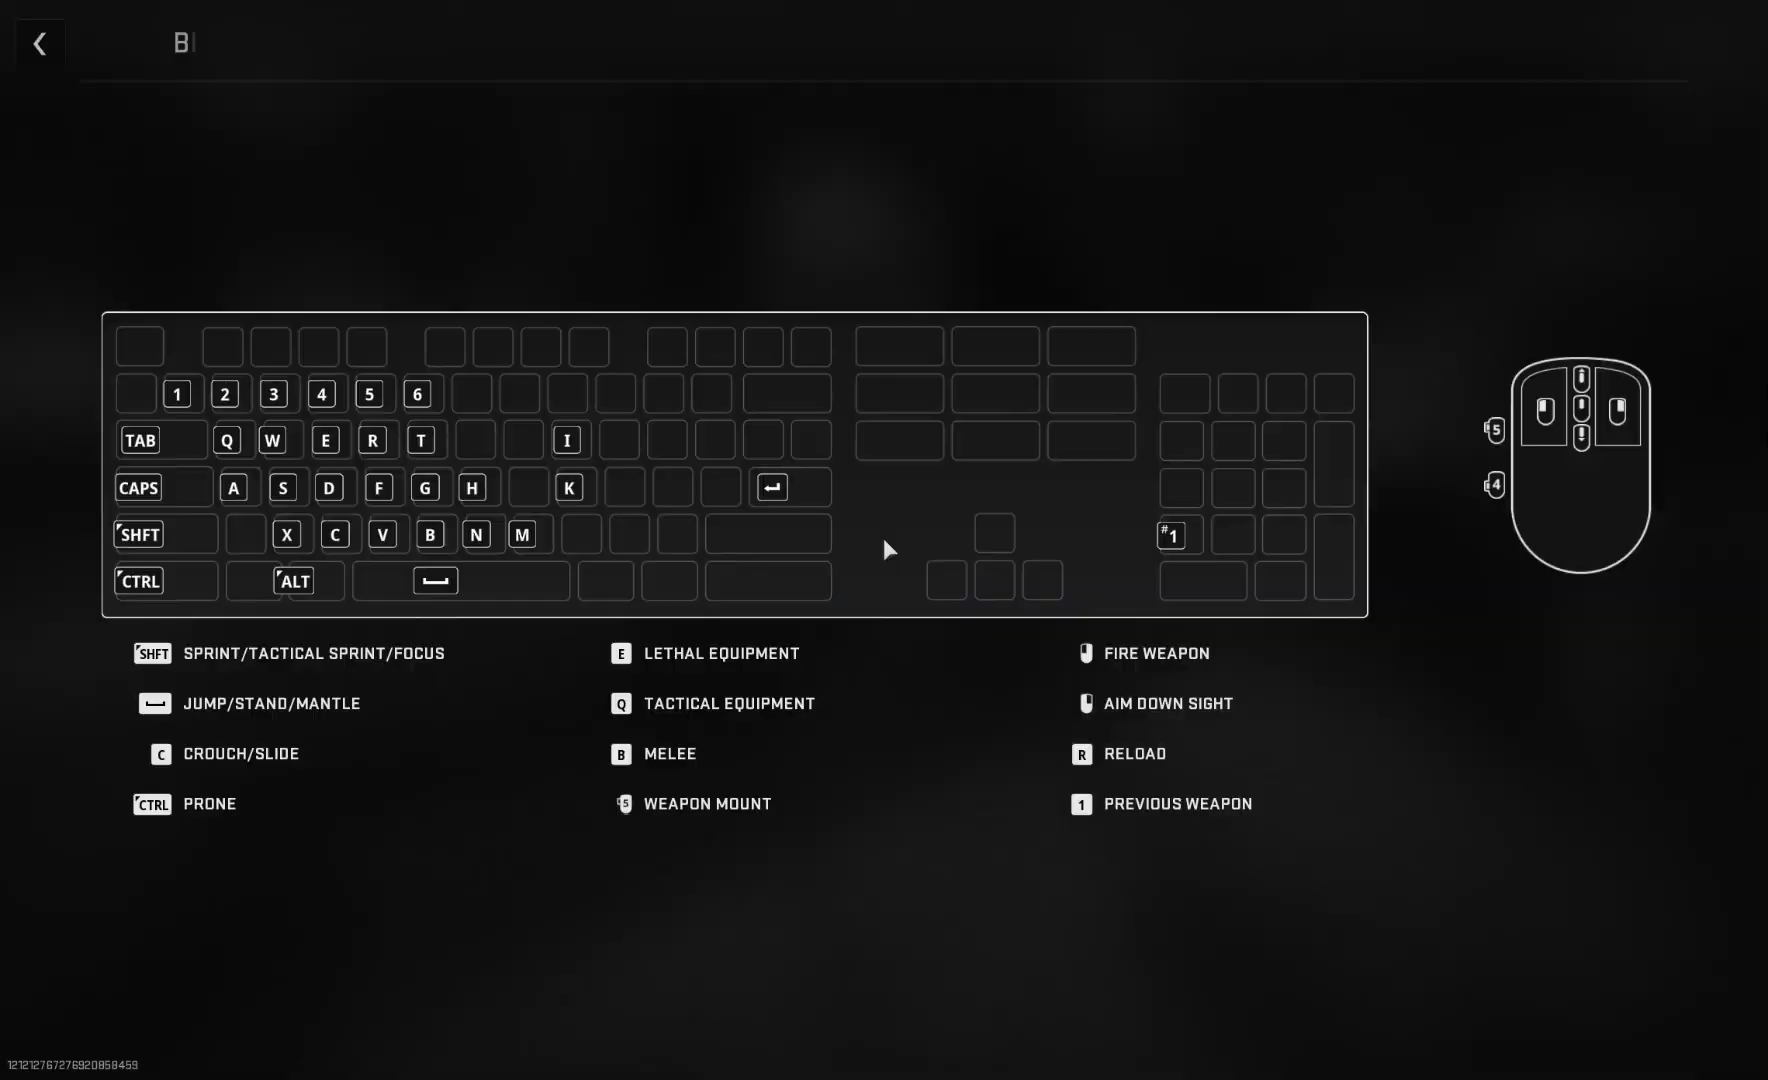 B
1 2 3 4 5 6
TAB Q W E R T I
CAPS A S D F G H K
SHFT X C V B N M #1
CTRL ALT
5
4
SHFT SPRINT/TACTICAL SPRINT/FOCUS
E LETHAL EQUIPMENT
FIRE WEAPON
JUMP/STAND/MANTLE
Q TACTICAL EQUIPMENT
AIM DOWN SIGHT
C CROUCH/SLIDE
B MELEE
R RELOAD
CTRL PRONE
5 WEAPON MOUNT
1 PREVIOUS WEAPON
121212767276920858459